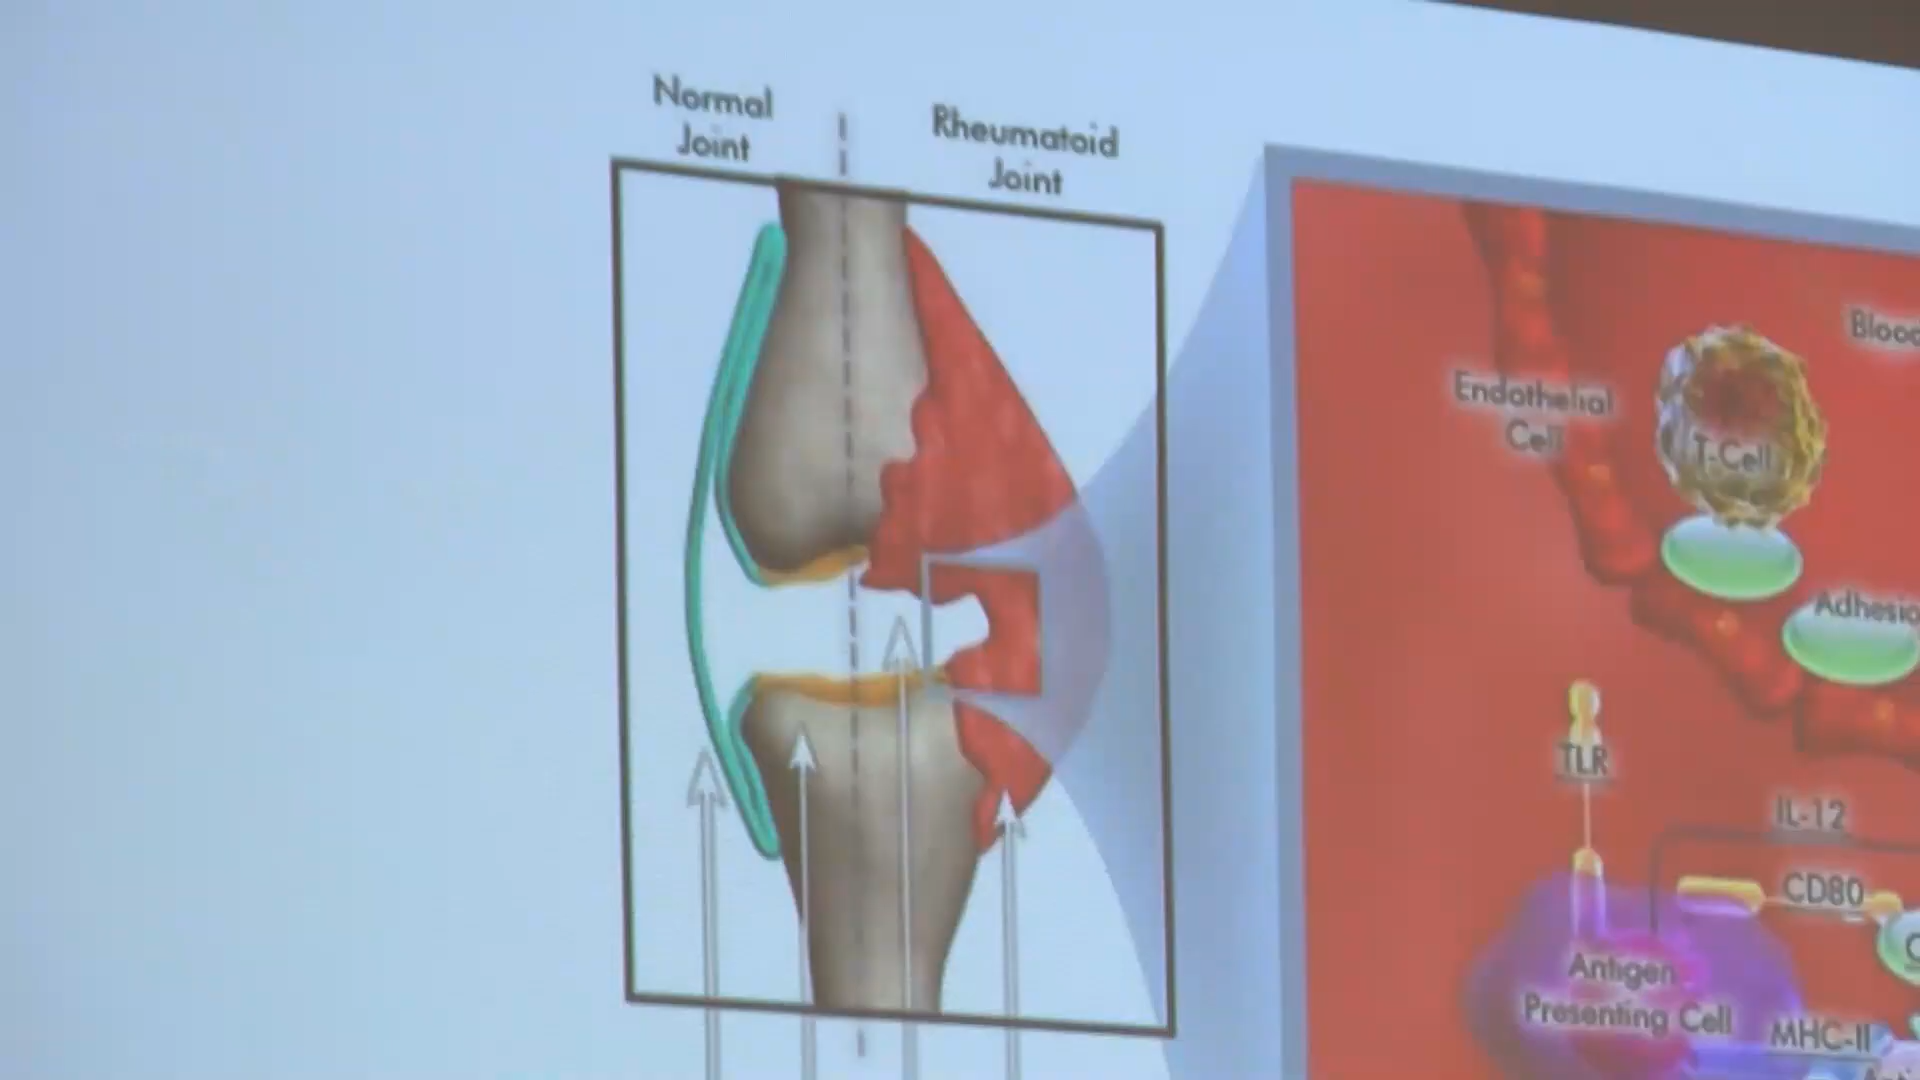 Normal
Joint
Rheumatoid
Joint
Endothelial
Cell
T-Cell
TLR
IL-12
CD80
Antigen
Presenting Cell
MHC-II